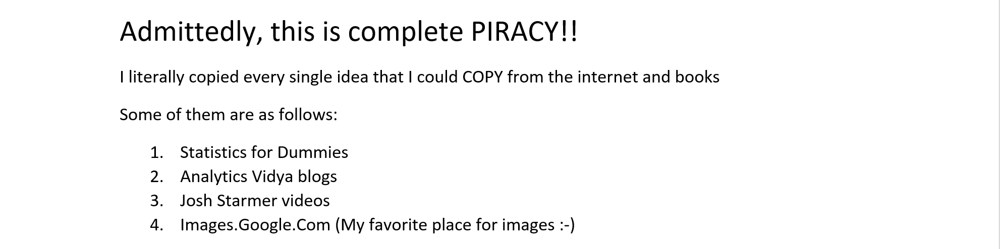 Admittedly, this is complete PIRACY!!
I literally copied every single idea that I could COPY from the internet and books
Some of them are as follows:
1. Statistics for Dummies
2. Analytics Vidya blogs
3. Josh Starmer videos
4. Images.Google.Com (My favorite place for images :-)